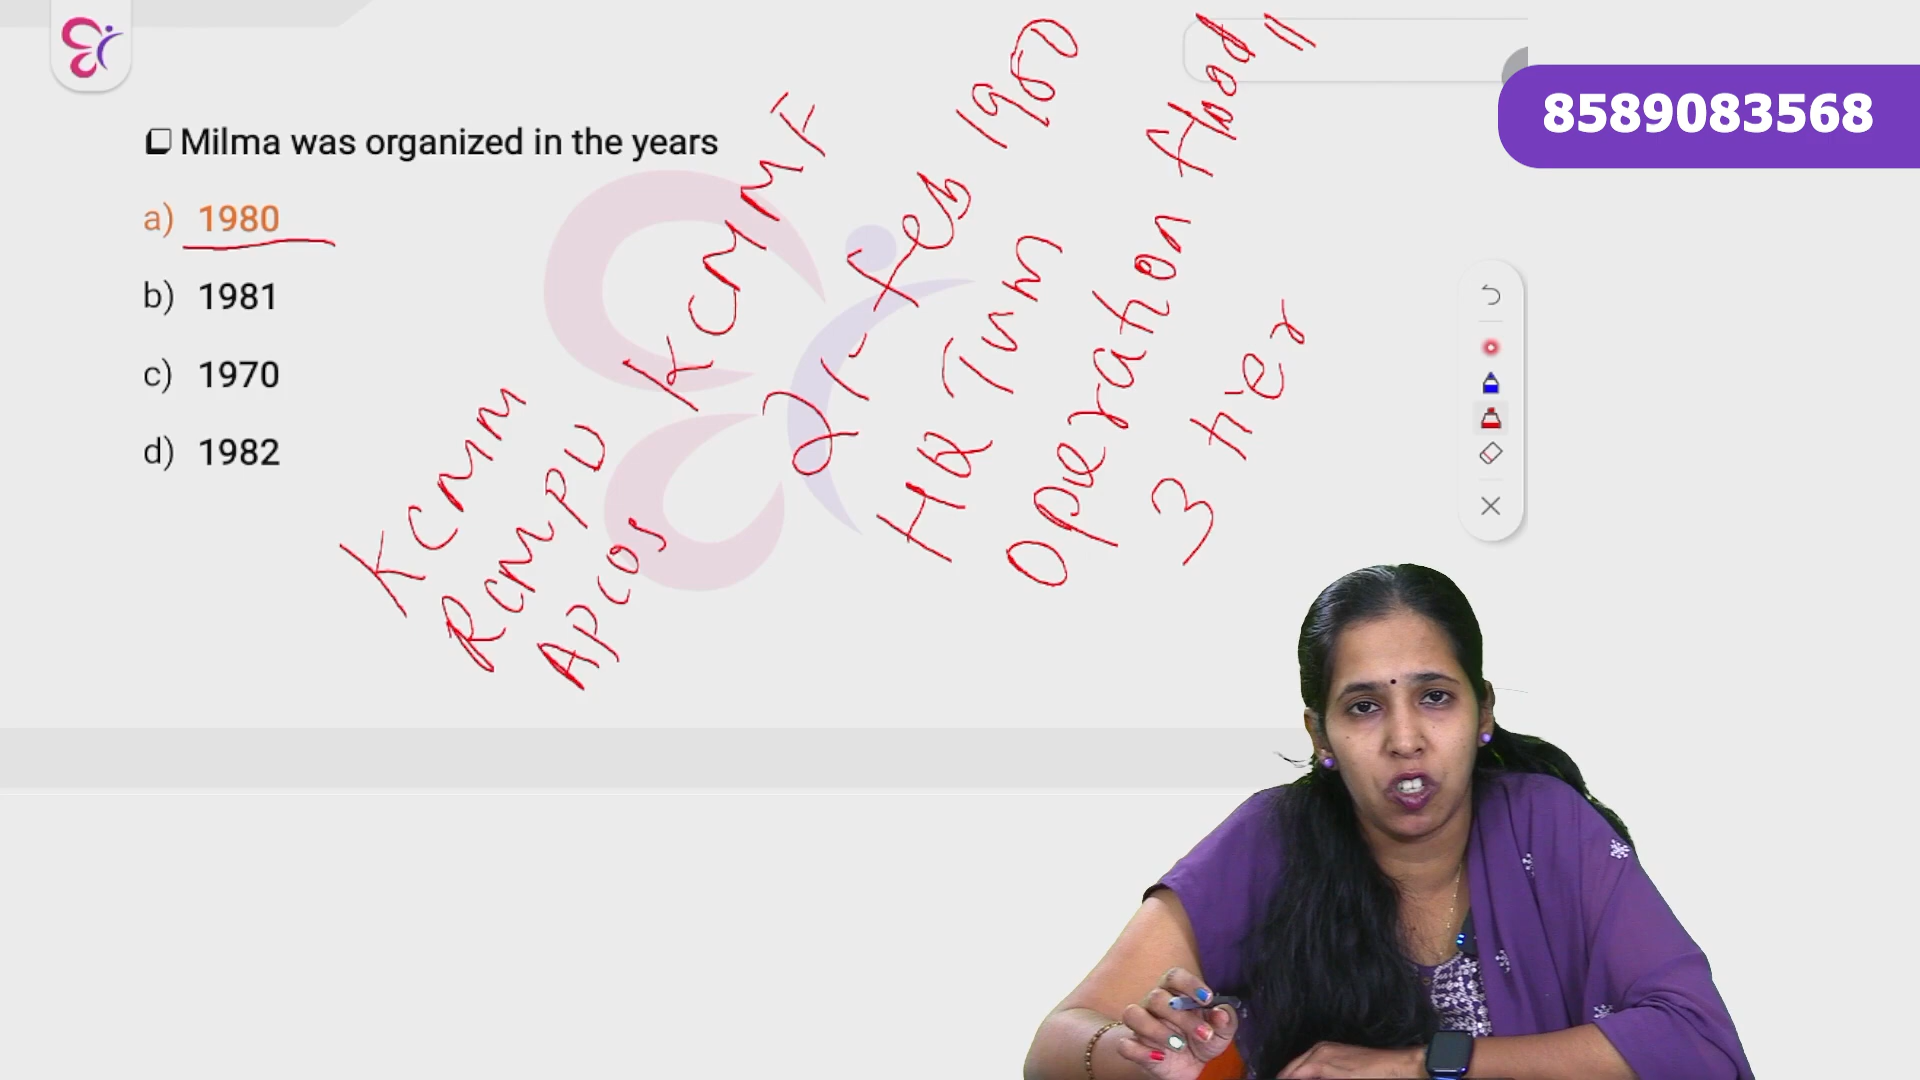 8589083568
Milma was organized in the years
a) 1980
b) 1981
c) 1970
d) 1982
KCMMF
21-Feb 1980
HQ TVM
Operation flood II
3 tier
KCMM
RCMPU
APCOS